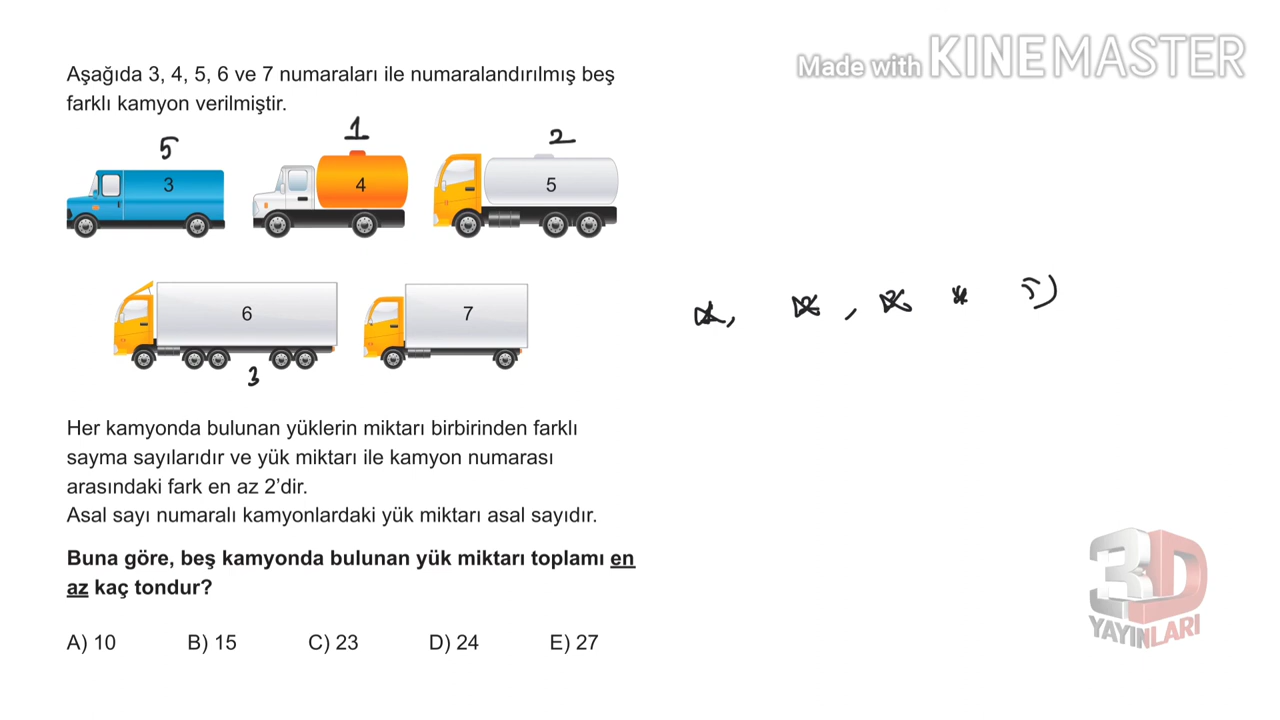 Made with KINEMASTER
Aşağıda 3, 4, 5, 6 ve 7 numaraları ile numaralandırılmış beş
farklı kamyon verilmiştir.
5 1 2
3 4 5
6 7
3
Her kamyonda bulunan yüklerin miktarı birbirinden farklı
sayma sayılarıdır ve yük miktarı ile kamyon numarası
arasındaki fark en az 2'dir.
Asal sayı numaralı kamyonlardaki yük miktarı asal sayıdır.
Buna göre, beş kamyonda bulunan yük miktarı toplamı en
az kaç tondur?
A) 10 B) 15 C) 23 D) 24 E) 27
3D
YAYINLARI